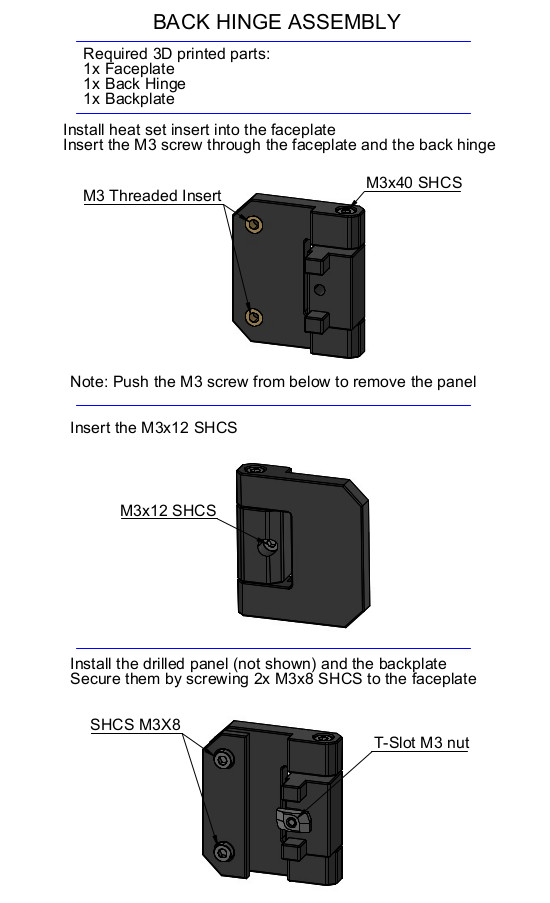 BACK HINGE ASSEMBLY
Required 3D printed parts:
1x Faceplate
1x Back Hinge
1x Backplate
Install heat set insert into the faceplate
Insert the M3 screw through the faceplate and the back hinge
M3x40 SHCS
M3 Threaded Insert
Note: Push the M3 screw from below to remove the panel
Insert the M3x12 SHCS
M3x12 SHCS
Install the drilled panel (not shown) and the backplate
Secure them by screwing 2x M3x8 SHCS to the faceplate
SHCS M3X8
T-Slot M3 nut